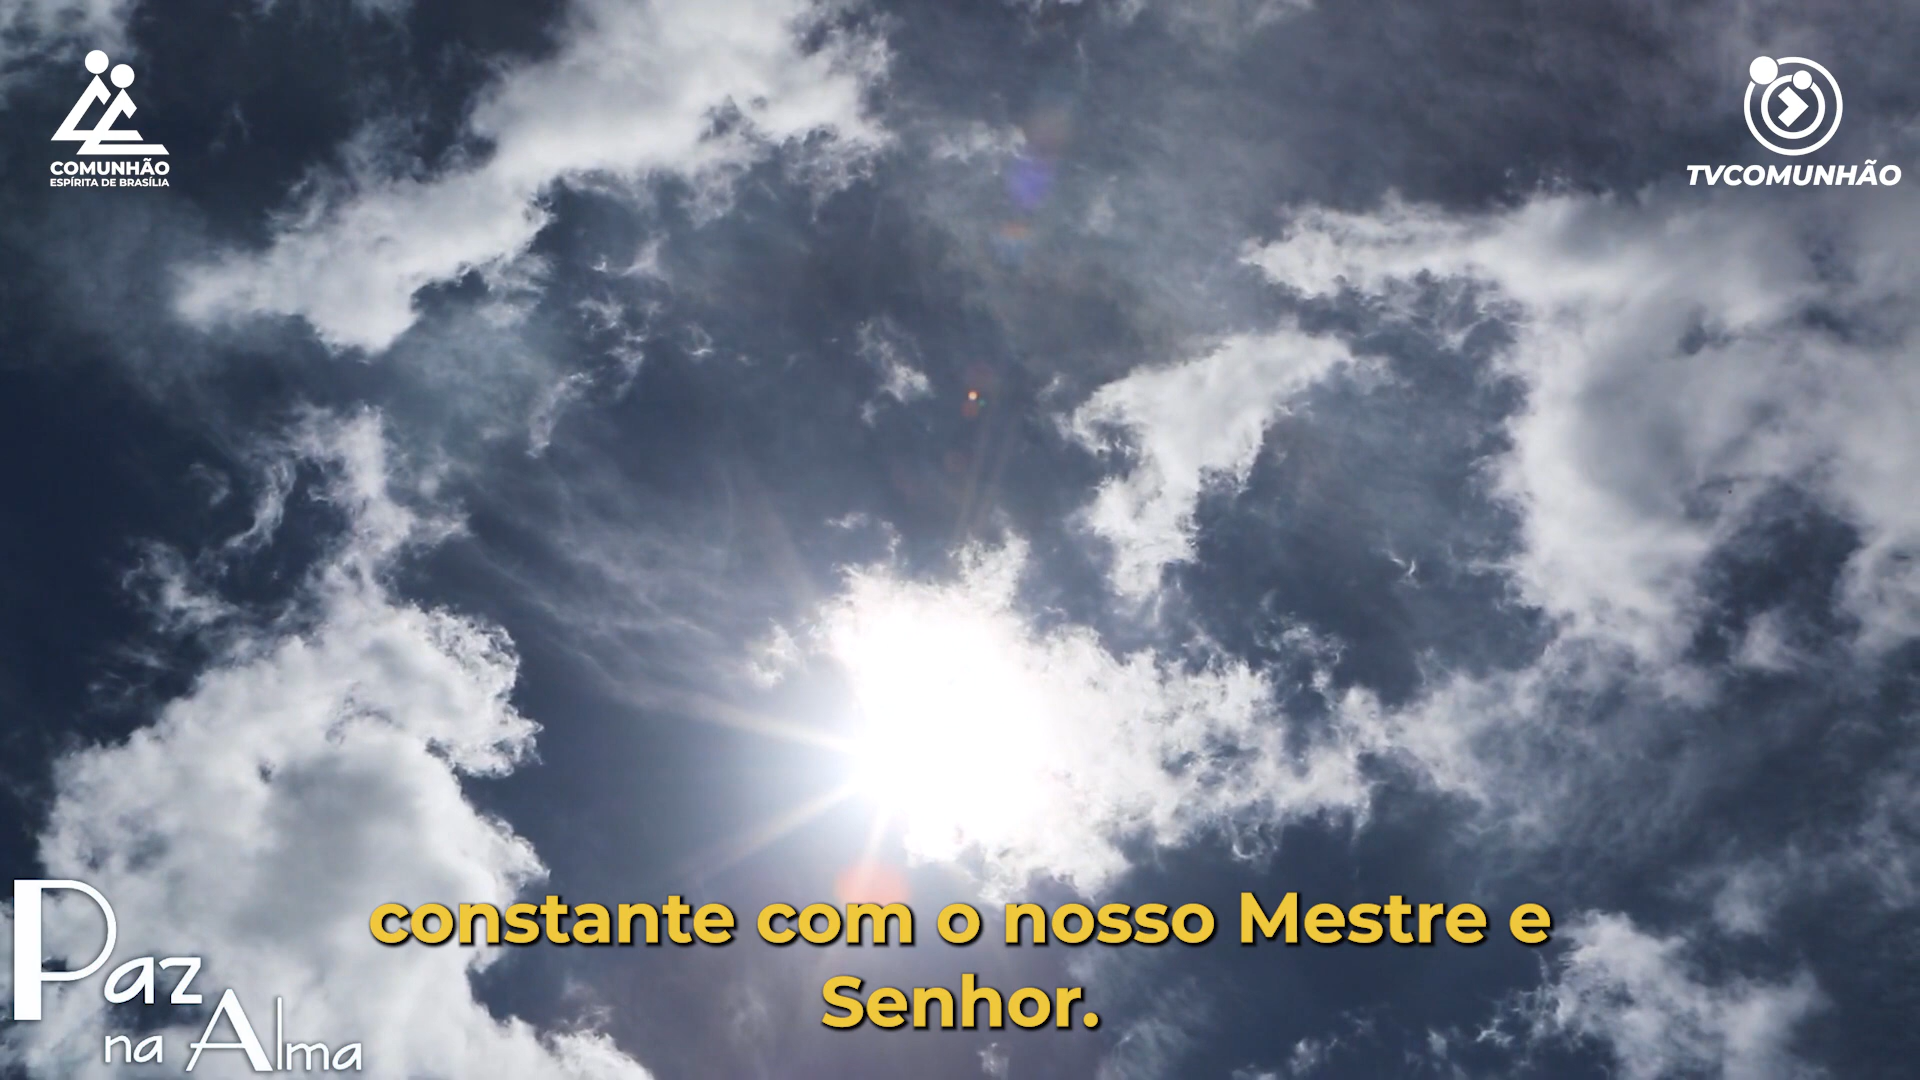 COMUNHÃO
ESPÍRITA DE BRASÍLIA
TVCOMUNHÃO
constante com o nosso Mestre e
Senhor.
Paz
na Alma